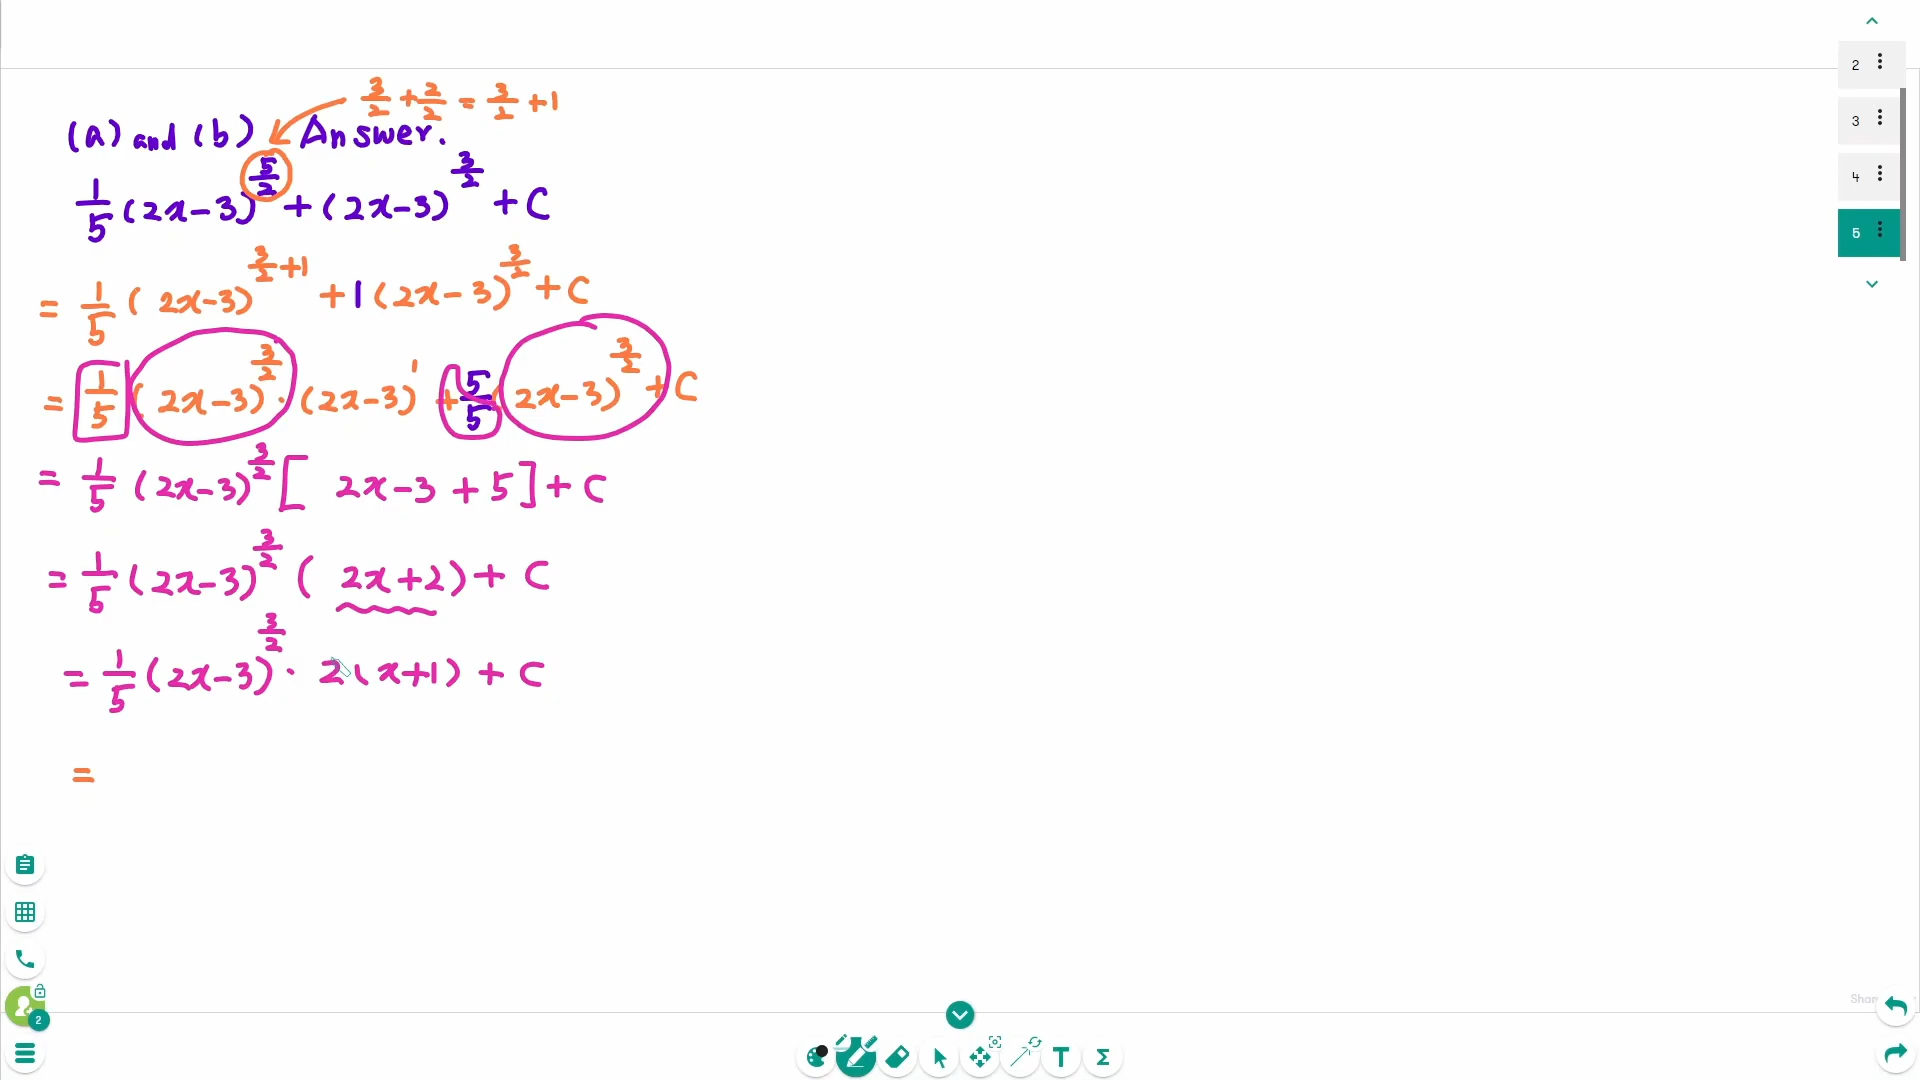 3/2 + 2/2 = 3/2 + 1
(a) and (b) Answer.
1/5 (2x-3)^(5/2) + (2x-3)^(3/2) + C
= 1/5 (2x-3)^(3/2 + 1) + 1 (2x-3)^(3/2) + C
= 1/5 (2x-3)^(3/2) · (2x-3)^1 + 5/5 (2x-3)^(3/2) + C
= 1/5 (2x-3)^(3/2) [ 2x-3 + 5 ] + C
= 1/5 (2x-3)^(3/2) ( 2x+2 ) + C
= 1/5 (2x-3)^(3/2) · 2 (x+1) + C
=
2
3
4
5
2
T
Σ